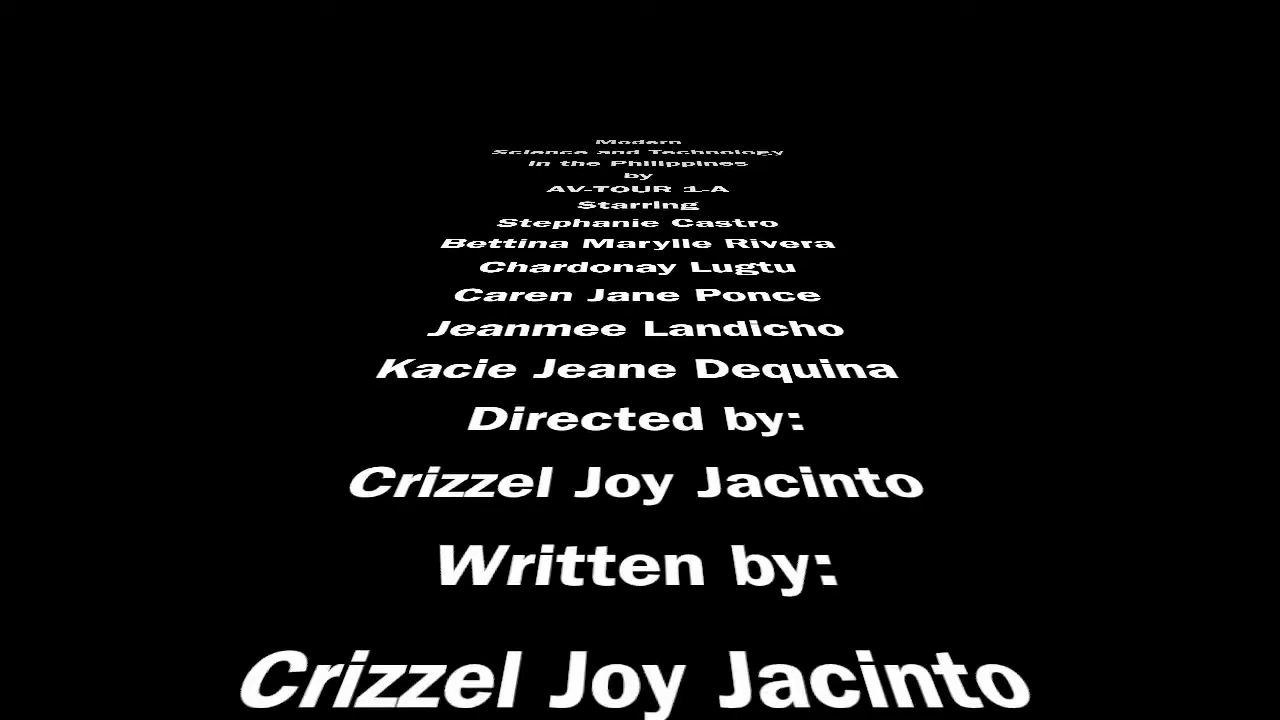 Modern
Science and Technology
in the Philippines
by
AV-TOUR 1-A
Starring
Stephanie Castro
Bettina Marylle Rivera
Chardonay Lugtu
Caren Jane Ponce
Jeanmee Landicho
Kacie Jeane Dequina
Directed by:
Crizzel Joy Jacinto
Written by:
Crizzel Joy Jacinto